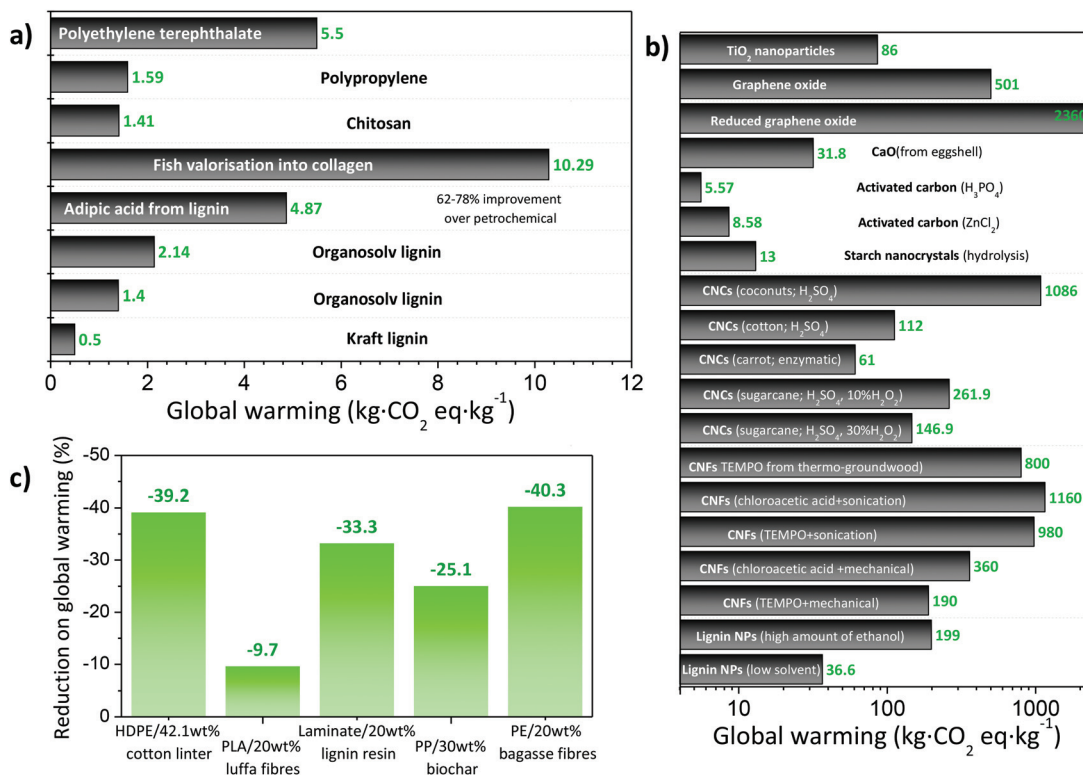 a)
Polyethylene terephthalate 5.5
1.59 Polypropylene
1.41 Chitosan
Fish valorisation into collagen 10.29
Adipic acid from lignin 4.87 62-78% improvement
over petrochemical
2.14 Organosolv lignin
1.4 Organosolv lignin
0.5 Kraft lignin
0 2 4 6 8 10 12
Global warming (kg·CO₂ eq·kg⁻¹)
b)
TiO₂ nanoparticles 86
Graphene oxide 501
Reduced graphene oxide 2360
31.8 CaO(from eggshell)
5.57 Activated carbon (H₃PO₄)
8.58 Activated carbon (ZnCl₂)
13 Starch nanocrystals (hydrolysis)
CNCs (coconuts; H₂SO₄) 1086
CNCs (cotton; H₂SO₄) 112
CNCs (carrot; enzymatic) 61
CNCs (sugarcane; H₂SO₄, 10%H₂O₂) 261.9
CNCs (sugarcane; H₂SO₄, 30%H₂O₂) 146.9
CNFs TEMPO from thermo-groundwood) 800
CNFs (chloroacetic acid+sonication) 1160
CNFs (TEMPO+sonication) 980
CNFs (chloroacetic acid +mechanical) 360
CNFs (TEMPO+mechanical) 190
Lignin NPs (high amount of ethanol) 199
Lignin NPs (low solvent) 36.6
10 100 1000
Global warming (kg·CO₂ eq·kg⁻¹)
c)
Reduction on global warming (%)
-50
-40
-30
-20
-10
0
-39.2
-9.7
-33.3
-25.1
-40.3
HDPE/42.1wt%
cotton linter
PLA/20wt%
luffa fibres
Laminate/20wt%
lignin resin
PP/30wt%
biochar
PE/20wt%
bagasse fibres